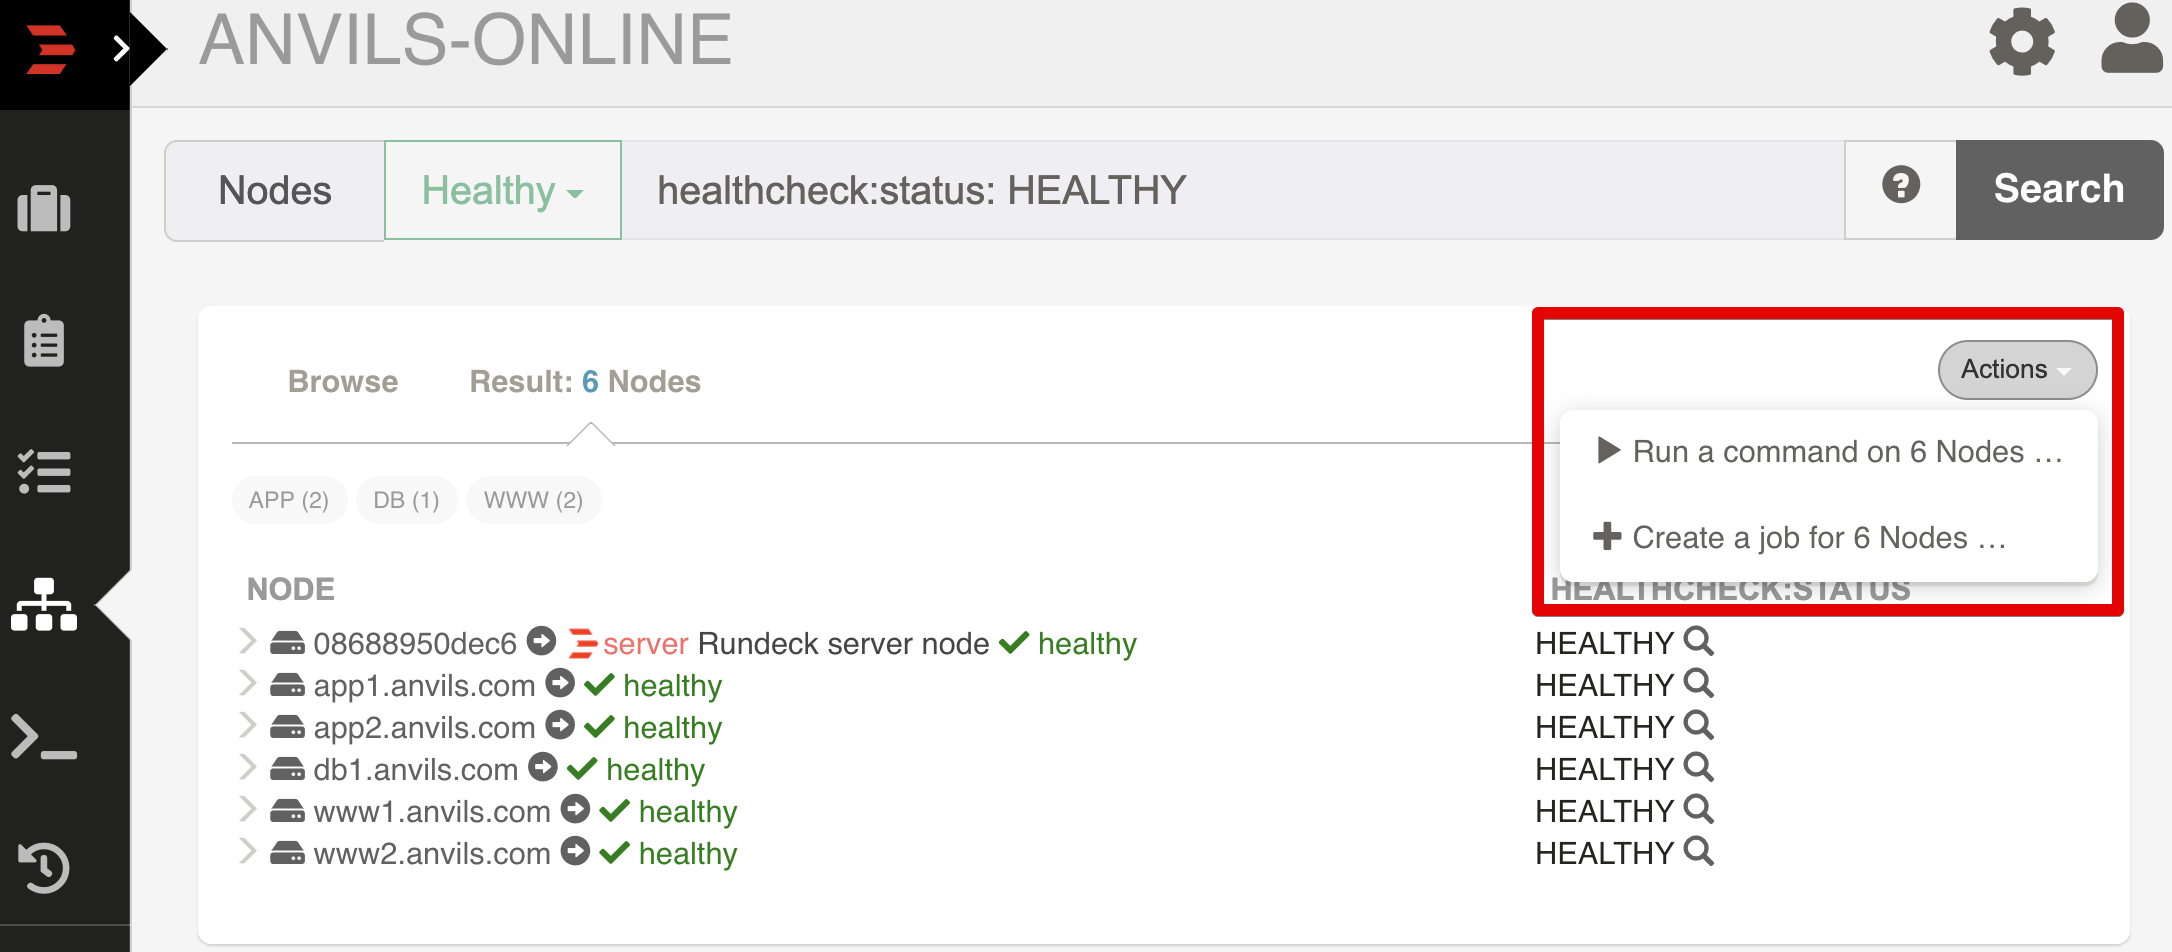 ANVILS-ONLINE
Nodes Healthy healthcheck:status: HEALTHY ? Search
Browse Result: 6 Nodes Actions
Run a command on 6 Nodes ...
APP (2) DB (1) WWW (2)
Create a job for 6 Nodes ...
NODE HEALTHCHECK:STATUS
08688950dec6 server Rundeck server node healthy HEALTHY
app1.anvils.com healthy HEALTHY
app2.anvils.com healthy HEALTHY
db1.anvils.com healthy HEALTHY
www1.anvils.com healthy HEALTHY
www2.anvils.com healthy HEALTHY